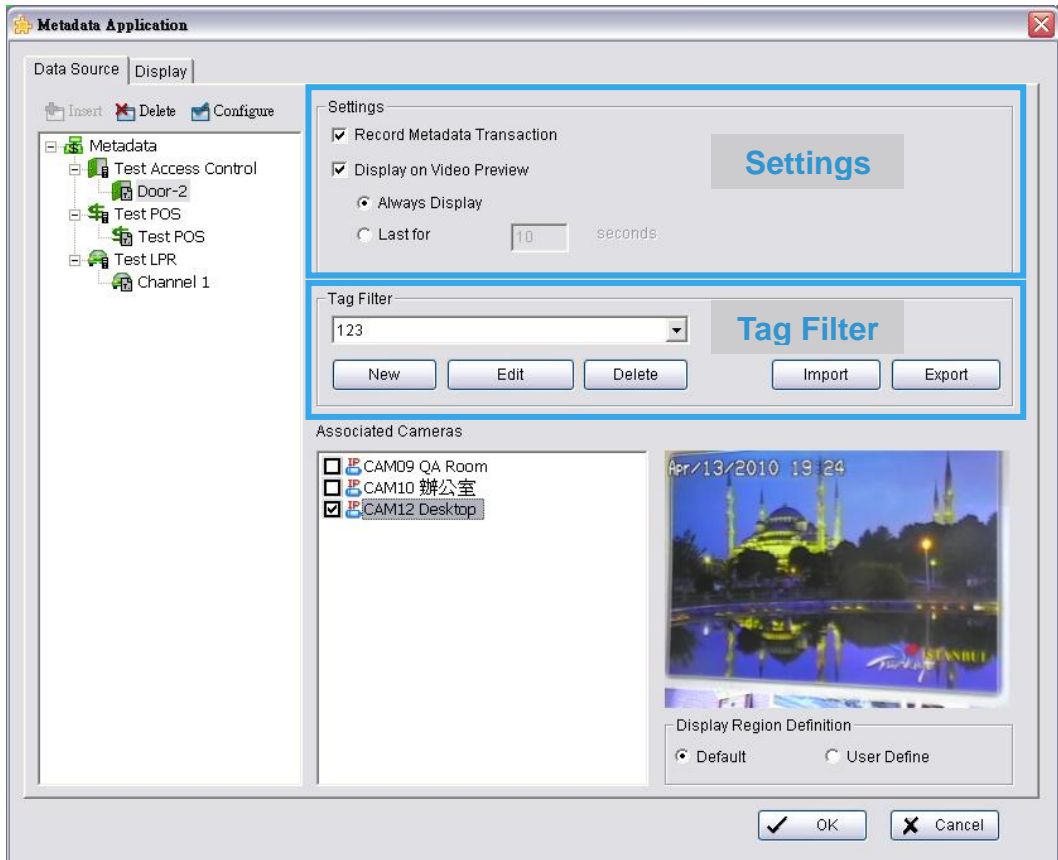 Metadata Application
Data Source Display
Insert Delete Configure
Metadata
Test Access Control
Door-2
Test POS
Test POS
Test LPR
Channel 1
Settings
Record Metadata Transaction
Display on Video Preview
Always Display
Last for 10 seconds
Settings
Tag Filter
123
Tag Filter
New Edit Delete Import Export
Associated Cameras
CAM09 QA Room
CAM10 辦公室
CAM12 Desktop
Apr/13/2010 19:24
Türkiye
ISTANBUL
Display Region Definition
Default User Define
OK Cancel